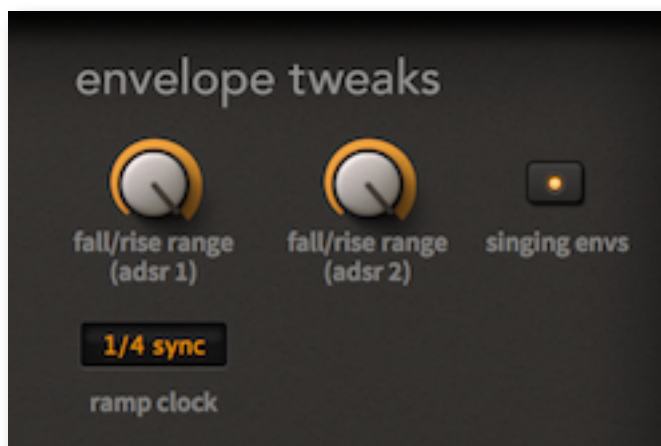 envelope tweaks
fall/rise range
(adsr 1)
fall/rise range
(adsr 2)
singing envs
1/4 sync
ramp clock